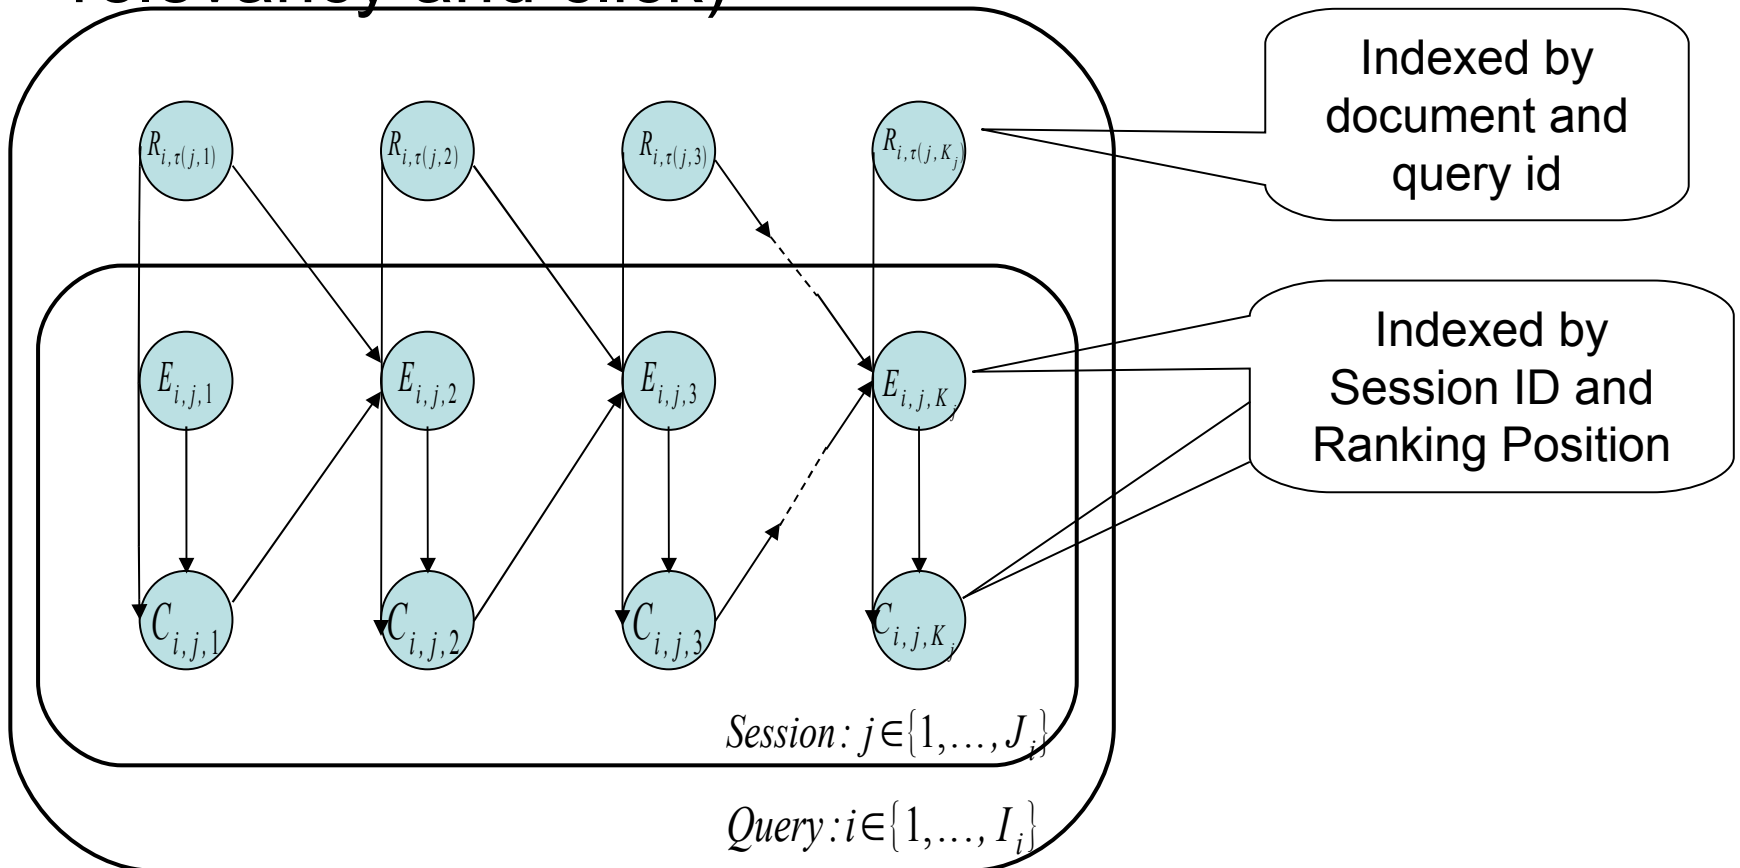 relevancy and click)
Indexed by
document and
query id
R_{i,τ(j,1)} R_{i,τ(j,2)} R_{i,τ(j,3)} R_{i,τ(j,K_j)}
E_{i,j,1} E_{i,j,2} E_{i,j,3} E_{i,j,K_j}
Indexed by
Session ID and
Ranking Position
C_{i,j,1} C_{i,j,2} C_{i,j,3} C_{i,j,K_j}
Session: j∈{1,...,J_i}
Query:i∈{1,...,I_i}